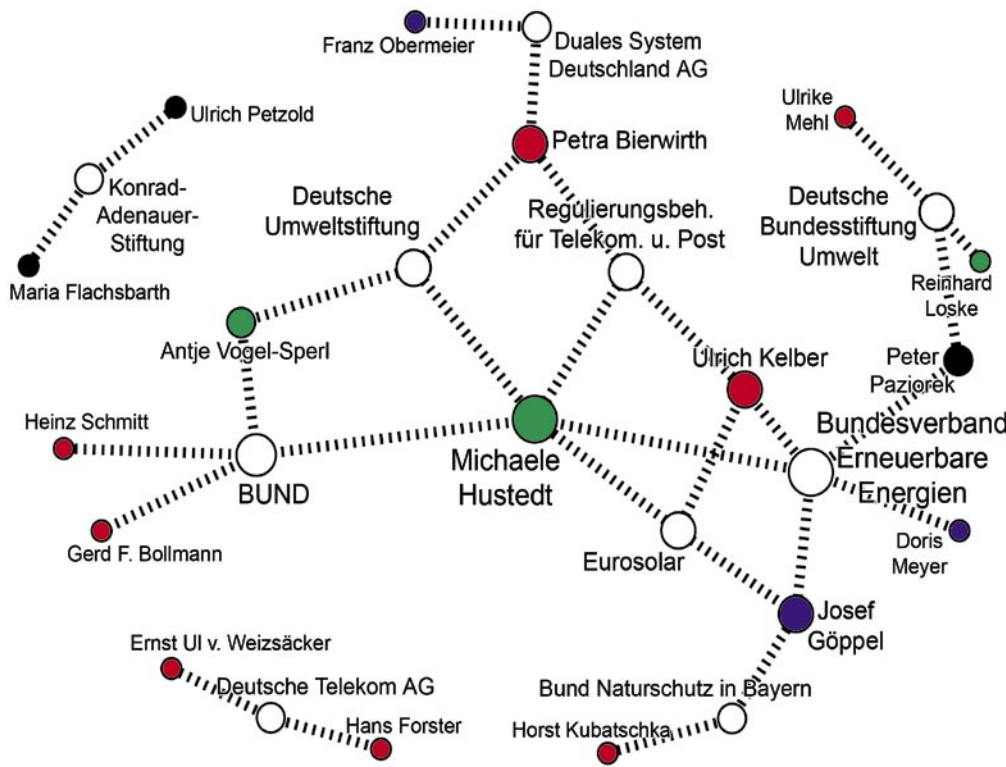 Franz Obermeier
Duales System
Deutschland AG
Ulrich Petzold
Ulrike
Mehl
Petra Bierwirth
Konrad-
Adenauer-
Stiftung
Deutsche
Umweltstiftung
Regulierungsbeh.
für Telekom. u. Post
Deutsche
Bundesstiftung
Umwelt
Maria Flachsbarth
Reinhard
Loske
Antje Vogel-Sperl
Ulrich Kelber
Peter
Paziorek
Heinz Schmitt
Michaele
Hustedt
Bundesverband
Erneuerbare
Energien
BUND
Gerd F. Bollmann
Eurosolar
Doris
Meyer
Josef
Göppel
Ernst Ul v. Weizsäcker
Deutsche Telekom AG
Hans Forster
Bund Naturschutz in Bayern
Horst Kubatschka